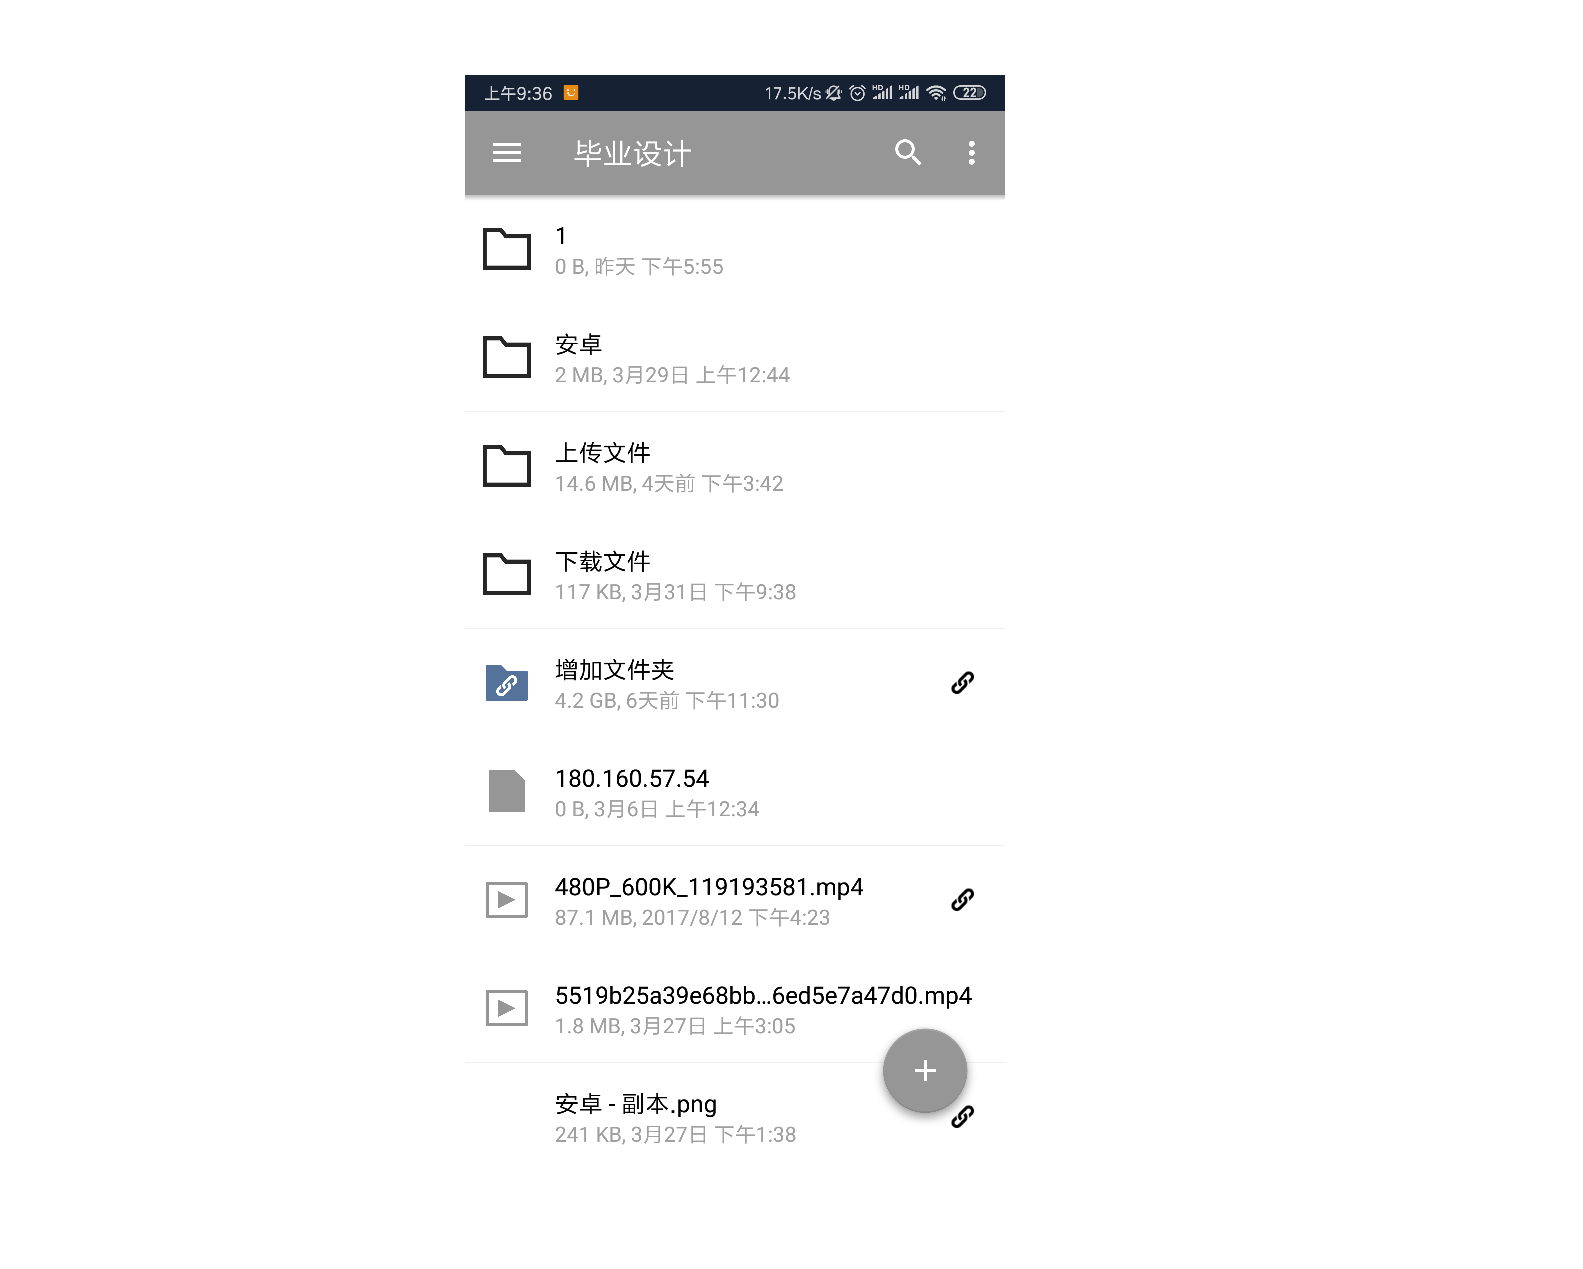 上午9:36 17.5K/s HD HD 22
毕业设计
1
0 B, 昨天 下午5:55
安卓
2 MB, 3月29日 上午12:44
上传文件
14.6 MB, 4天前 下午3:42
下载文件
117 KB, 3月31日 下午9:38
增加文件夹
4.2 GB, 6天前 下午11:30
180.160.57.54
0 B, 3月6日 上午12:34
480P_600K_119193581.mp4
87.1 MB, 2017/8/12 下午4:23
5519b25a39e68bb...6ed5e7a47d0.mp4
1.8 MB, 3月27日 上午3:05
安卓 - 副本.png
241 KB, 3月27日 下午1:38